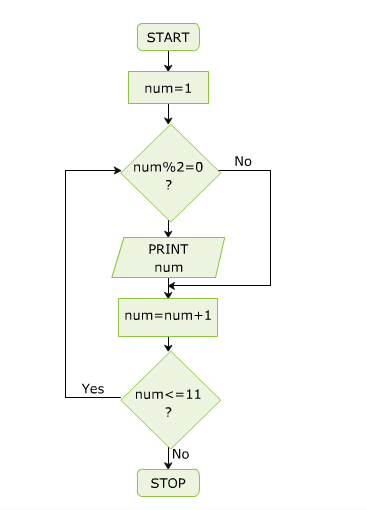 START
num=1
num%2=0
?
No
PRINT
num
num=num+1
num<=11
?
Yes
No
STOP